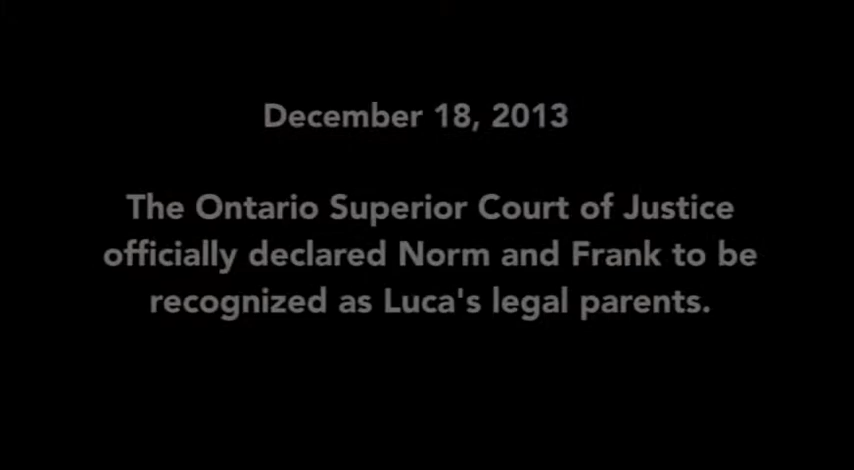 December 18, 2013
The Ontario Superior Court of Justice
officially declared Norm and Frank to be
recognized as Luca's legal parents.